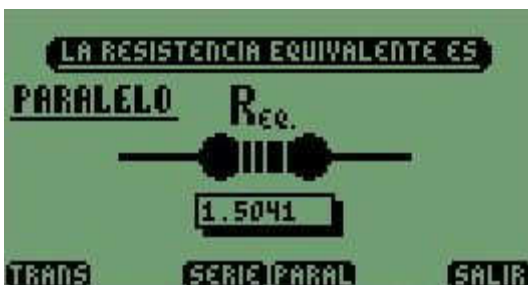 LA RESISTENCIA EQUIVALENTE ES
PARALELO Req.
1.5041
TRANS SERIE PARAL SALIR